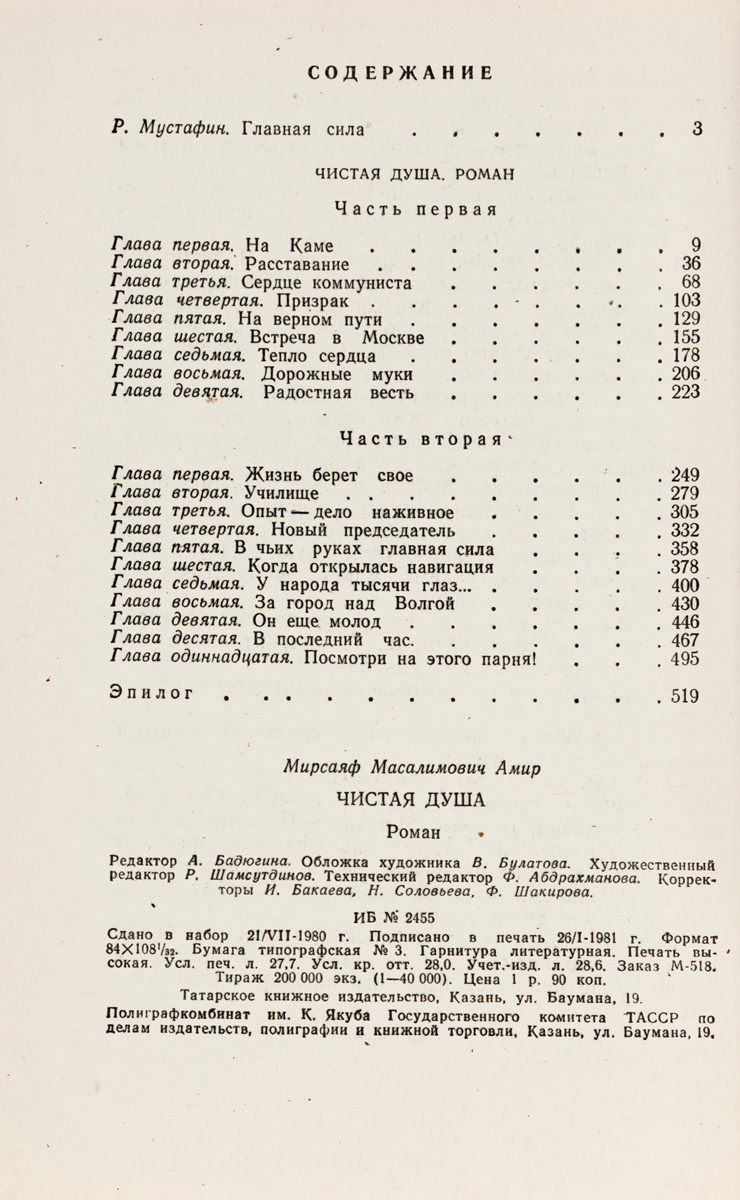 СОДЕРЖАНИЕ
Р. Мустафин. Главная сила . . . . . . . 3
ЧИСТАЯ ДУША. РОМАН
Часть первая
Глава первая. На Каме . . . . . . . . 9
Глава вторая. Расставание . . . . . . . 36
Глава третья. Сердце коммуниста . . . . . . 68
Глава четвертая. Призрак . . . . . . . . 103
Глава пятая. На верном пути . . . . . . . 129
Глава шестая. Встреча в Москве . . . . . . 155
Глава седьмая. Тепло сердца . . . . . . . 178
Глава восьмая. Дорожные муки . . . . . . 206
Глава девятая. Радостная весть . . . . . . 223
Часть вторая
Глава первая. Жизнь берет свое . . . . . . 249
Глава вторая. Училище . . . . . . . . . 279
Глава третья. Опыт — дело наживное . . . . . 305
Глава четвертая. Новый председатель . . . . . 332
Глава пятая. В чьих руках главная сила . . . . 358
Глава шестая. Когда открылась навигация . . . . 378
Глава седьмая. У народа тысячи глаз... . . . . . 400
Глава восьмая. За город над Волгой . . . . . 430
Глава девятая. Он еще молод . . . . . . . 446
Глава десятая. В последний час. . . . . . . 467
Глава одиннадцатая. Посмотри на этого парня! . . . 495
Эпилог . . . . . . . . . . . . 519
Мирсаяф Масалимович Амир
ЧИСТАЯ ДУША
Роман
Редактор А. Бадюгина. Обложка художника В. Булатова. Художественный
редактор Р. Шамсутдинов. Технический редактор Ф. Абдрахманова. Коррек-
торы И. Бакаева, Н. Соловьева, Ф. Шакирова.
ИБ № 2455
Сдано в набор 21/VII-1980 г. Подписано в печать 26/I-1981 г. Формат
84X108¹/₃₂. Бумага типографская № 3. Гарнитура литературная. Печать вы-
сокая. Усл. печ. л. 27,7. Усл. кр. отт. 28,0. Учет.-изд. л. 28,6. Заказ М-518.
Тираж 200 000 экз. (1—40 000). Цена 1 р. 90 коп.
Татарское книжное издательство, Казань, ул. Баумана, 19.
Полиграфкомбинат им. К. Якуба Государственного комитета ТАССР по
делам издательств, полиграфии и книжной торговли, Казань, ул. Баумана, 19.